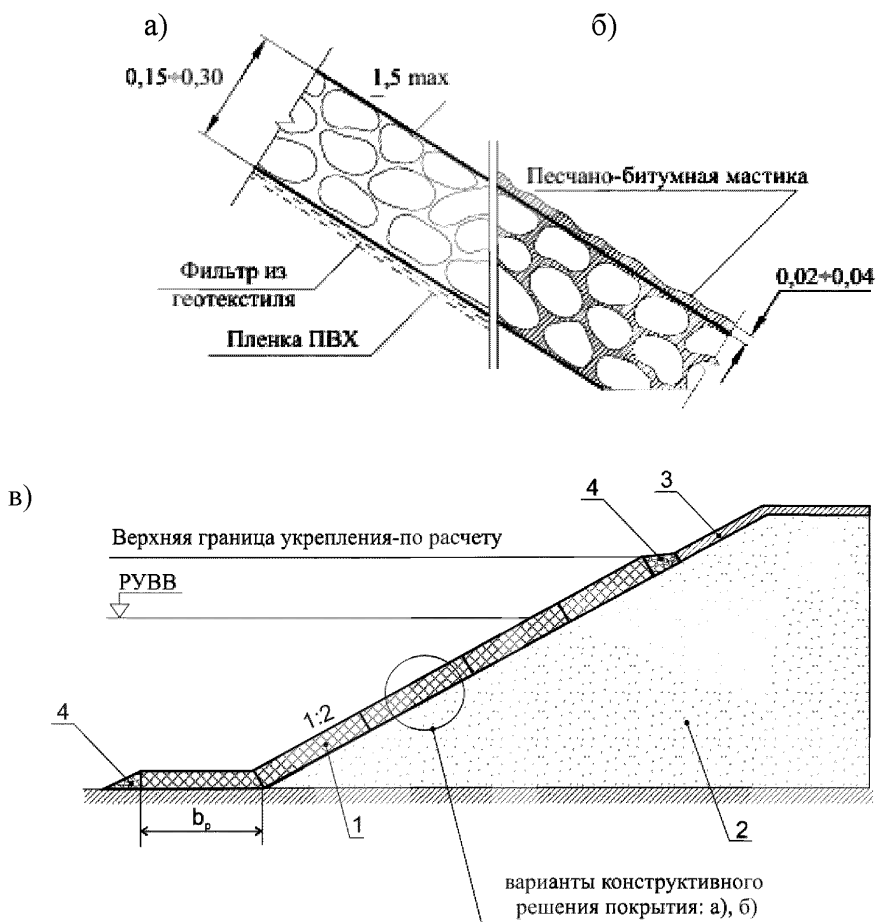 а)
б)
0,15÷0,30
1,5 max
Песчано-битумная мастика
0,02÷0,04
Фильтр из
геотекстиля
Пленка ПВХ
в)
4
3
Верхняя граница укрепления-по расчету
РУВВ
1:2
4
bр
1
2
варианты конструктивного
решения покрытия: а), б)